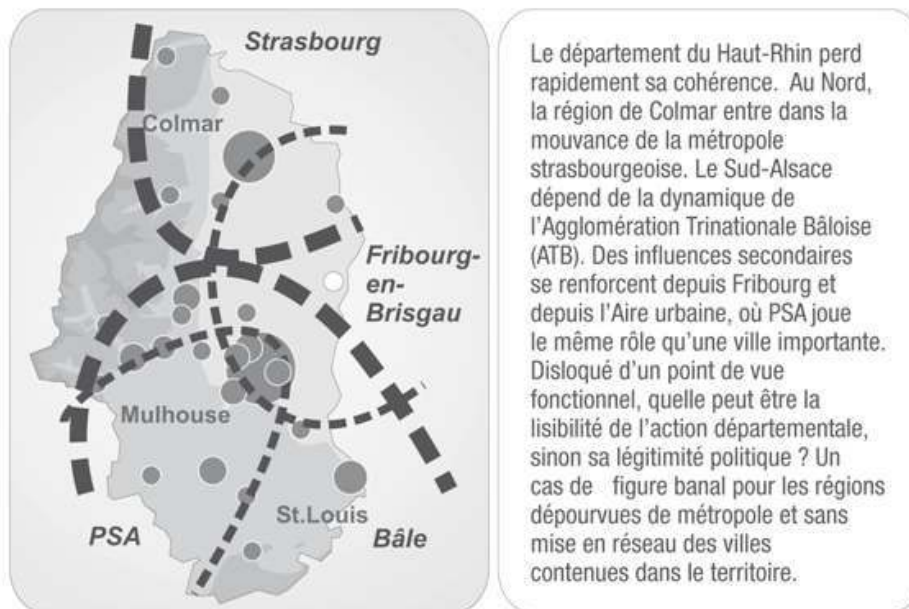 Strasbourg
Colmar
Fribourg-
en-
Brisgau
Mulhouse
St.Louis
PSA
Bâle
Le département du Haut-Rhin perd
rapidement sa cohérence. Au Nord,
la région de Colmar entre dans la
mouvance de la métropole
strasbourgeoise. Le Sud-Alsace
dépend de la dynamique de
l'Agglomération Trinationale Bâloise
(ATB). Des influences secondaires
se renforcent depuis Fribourg et
depuis l'Aire urbaine, où PSA joue
le même rôle qu'une ville importante.
Disloqué d'un point de vue
fonctionnel, quelle peut être la
lisibilité de l'action départementale,
sinon sa légitimité politique ? Un
cas de figure banal pour les régions
dépourvues de métropole et sans
mise en réseau des villes
contenues dans le territoire.